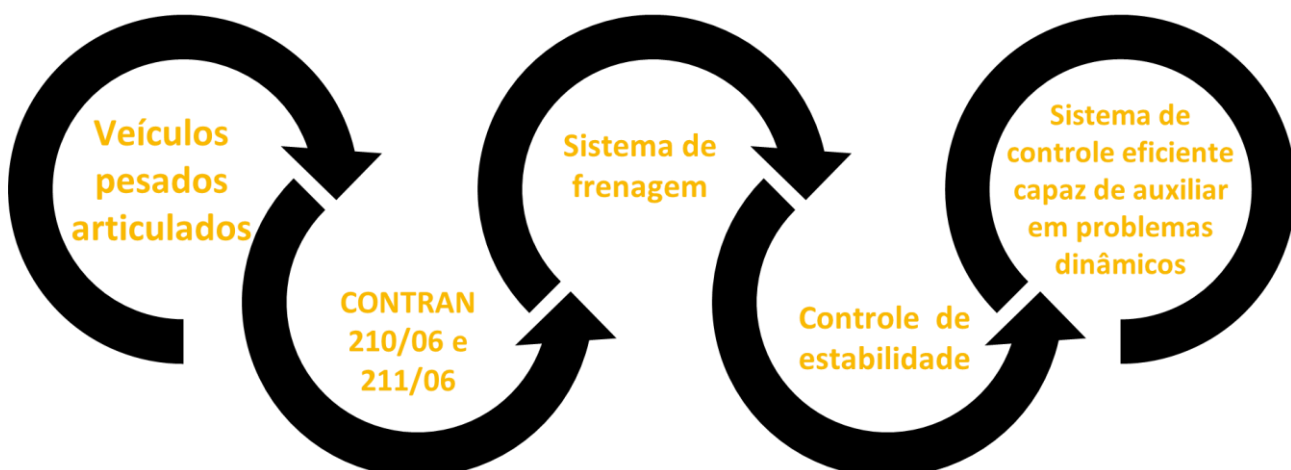 Veículos
pesados
articulados
CONTRAN
210/06 e
211/06
Sistema de
frenagem
Controle de
estabilidade
Sistema de
controle eficiente
capaz de auxiliar
em problemas
dinâmicos